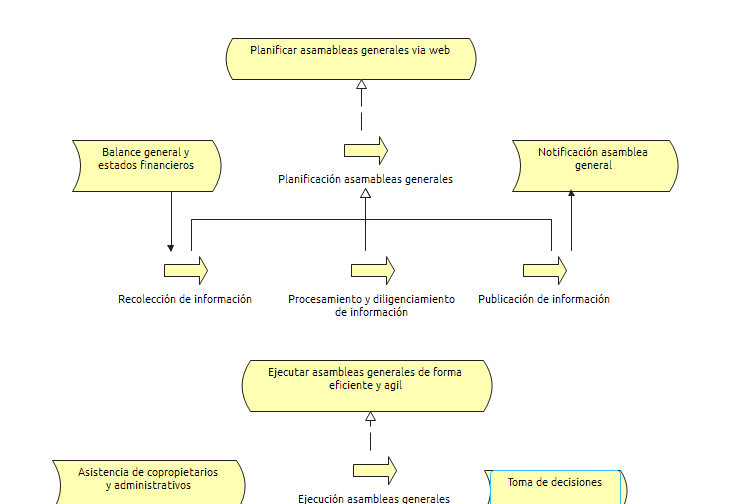 Planificar asamableas generales via web
Balance general y
estados financieros
Notificación asamblea
general
Planificación asamableas generales
Recolección de información
Procesamiento y diligenciamiento
de información
Publicación de información
Ejecutar asambleas generales de forma
eficiente y agil
Asistencia de copropietarios
y administrativos
Toma de decisiones
Ejecución asambleas generales